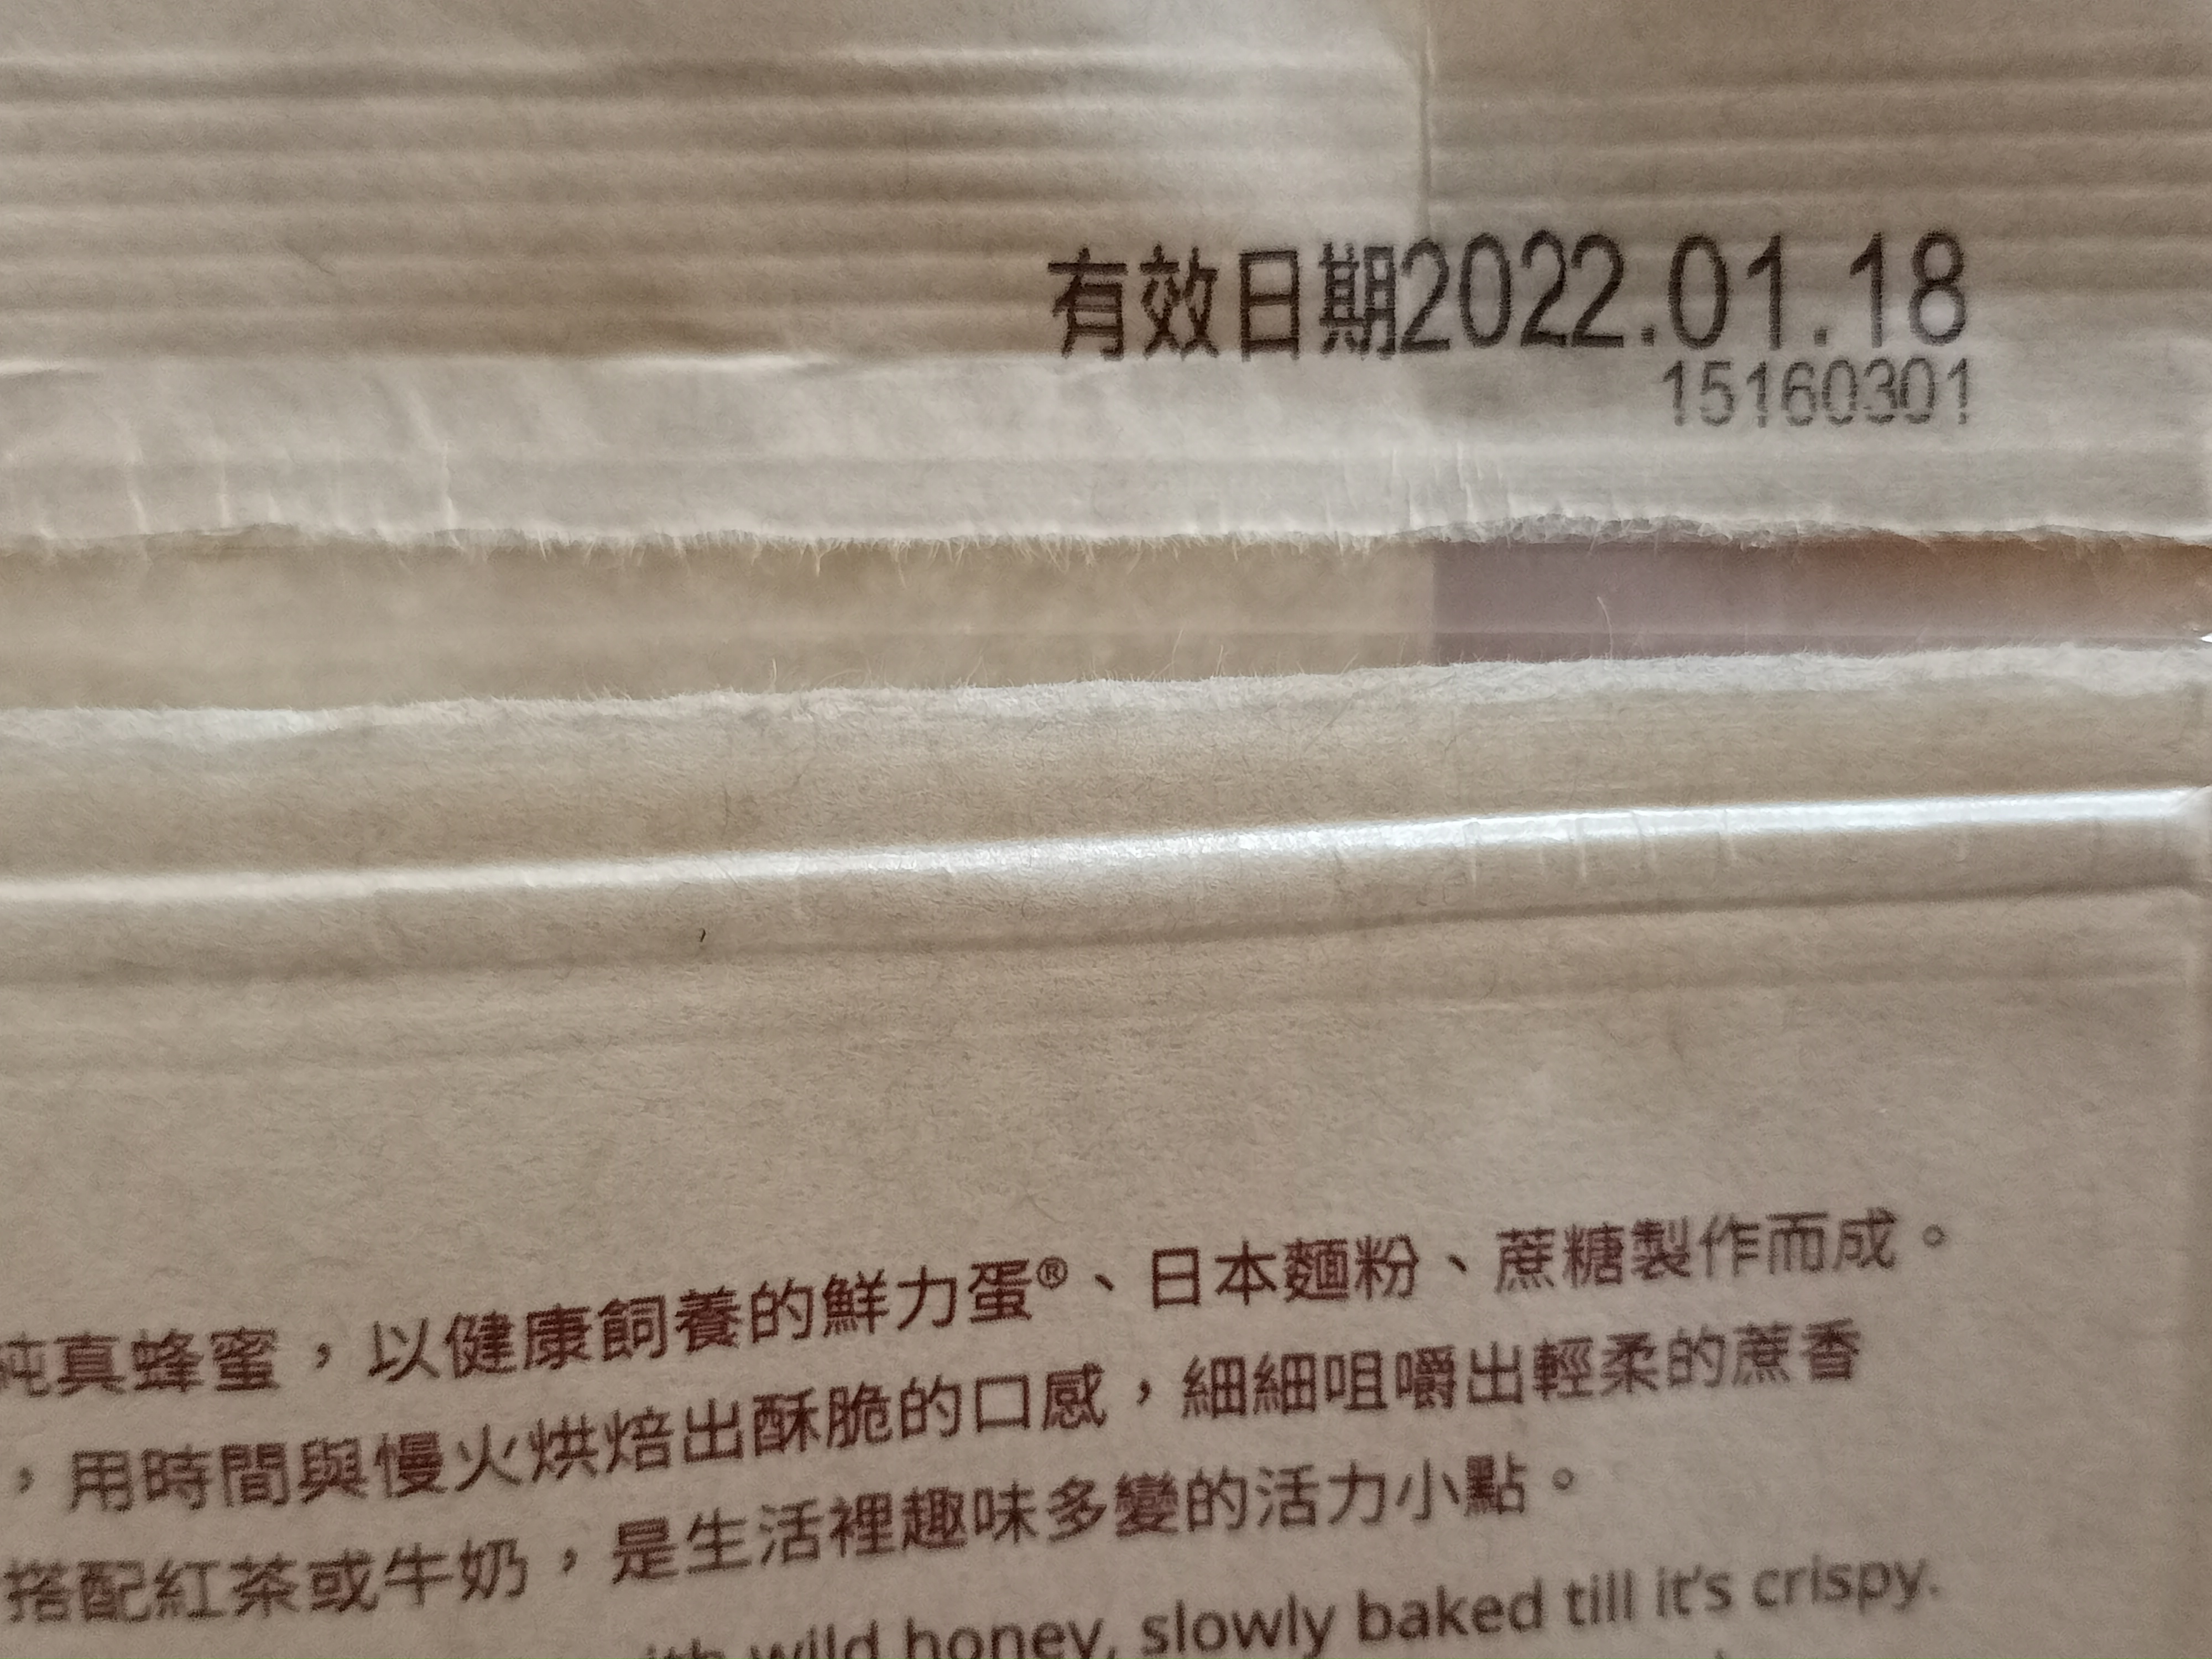 有效日期2022.01.18
15160301
純真蜂蜜，以健康飼養的鮮力蛋®、日本麵粉、蔗糖製作而成。
，用時間與慢火烘焙出酥脆的口感，細細咀嚼出輕柔的蔗香
搭配紅茶或牛奶，是生活裡趣味多變的活力小點。
wild honey, slowly baked till it's crispy.